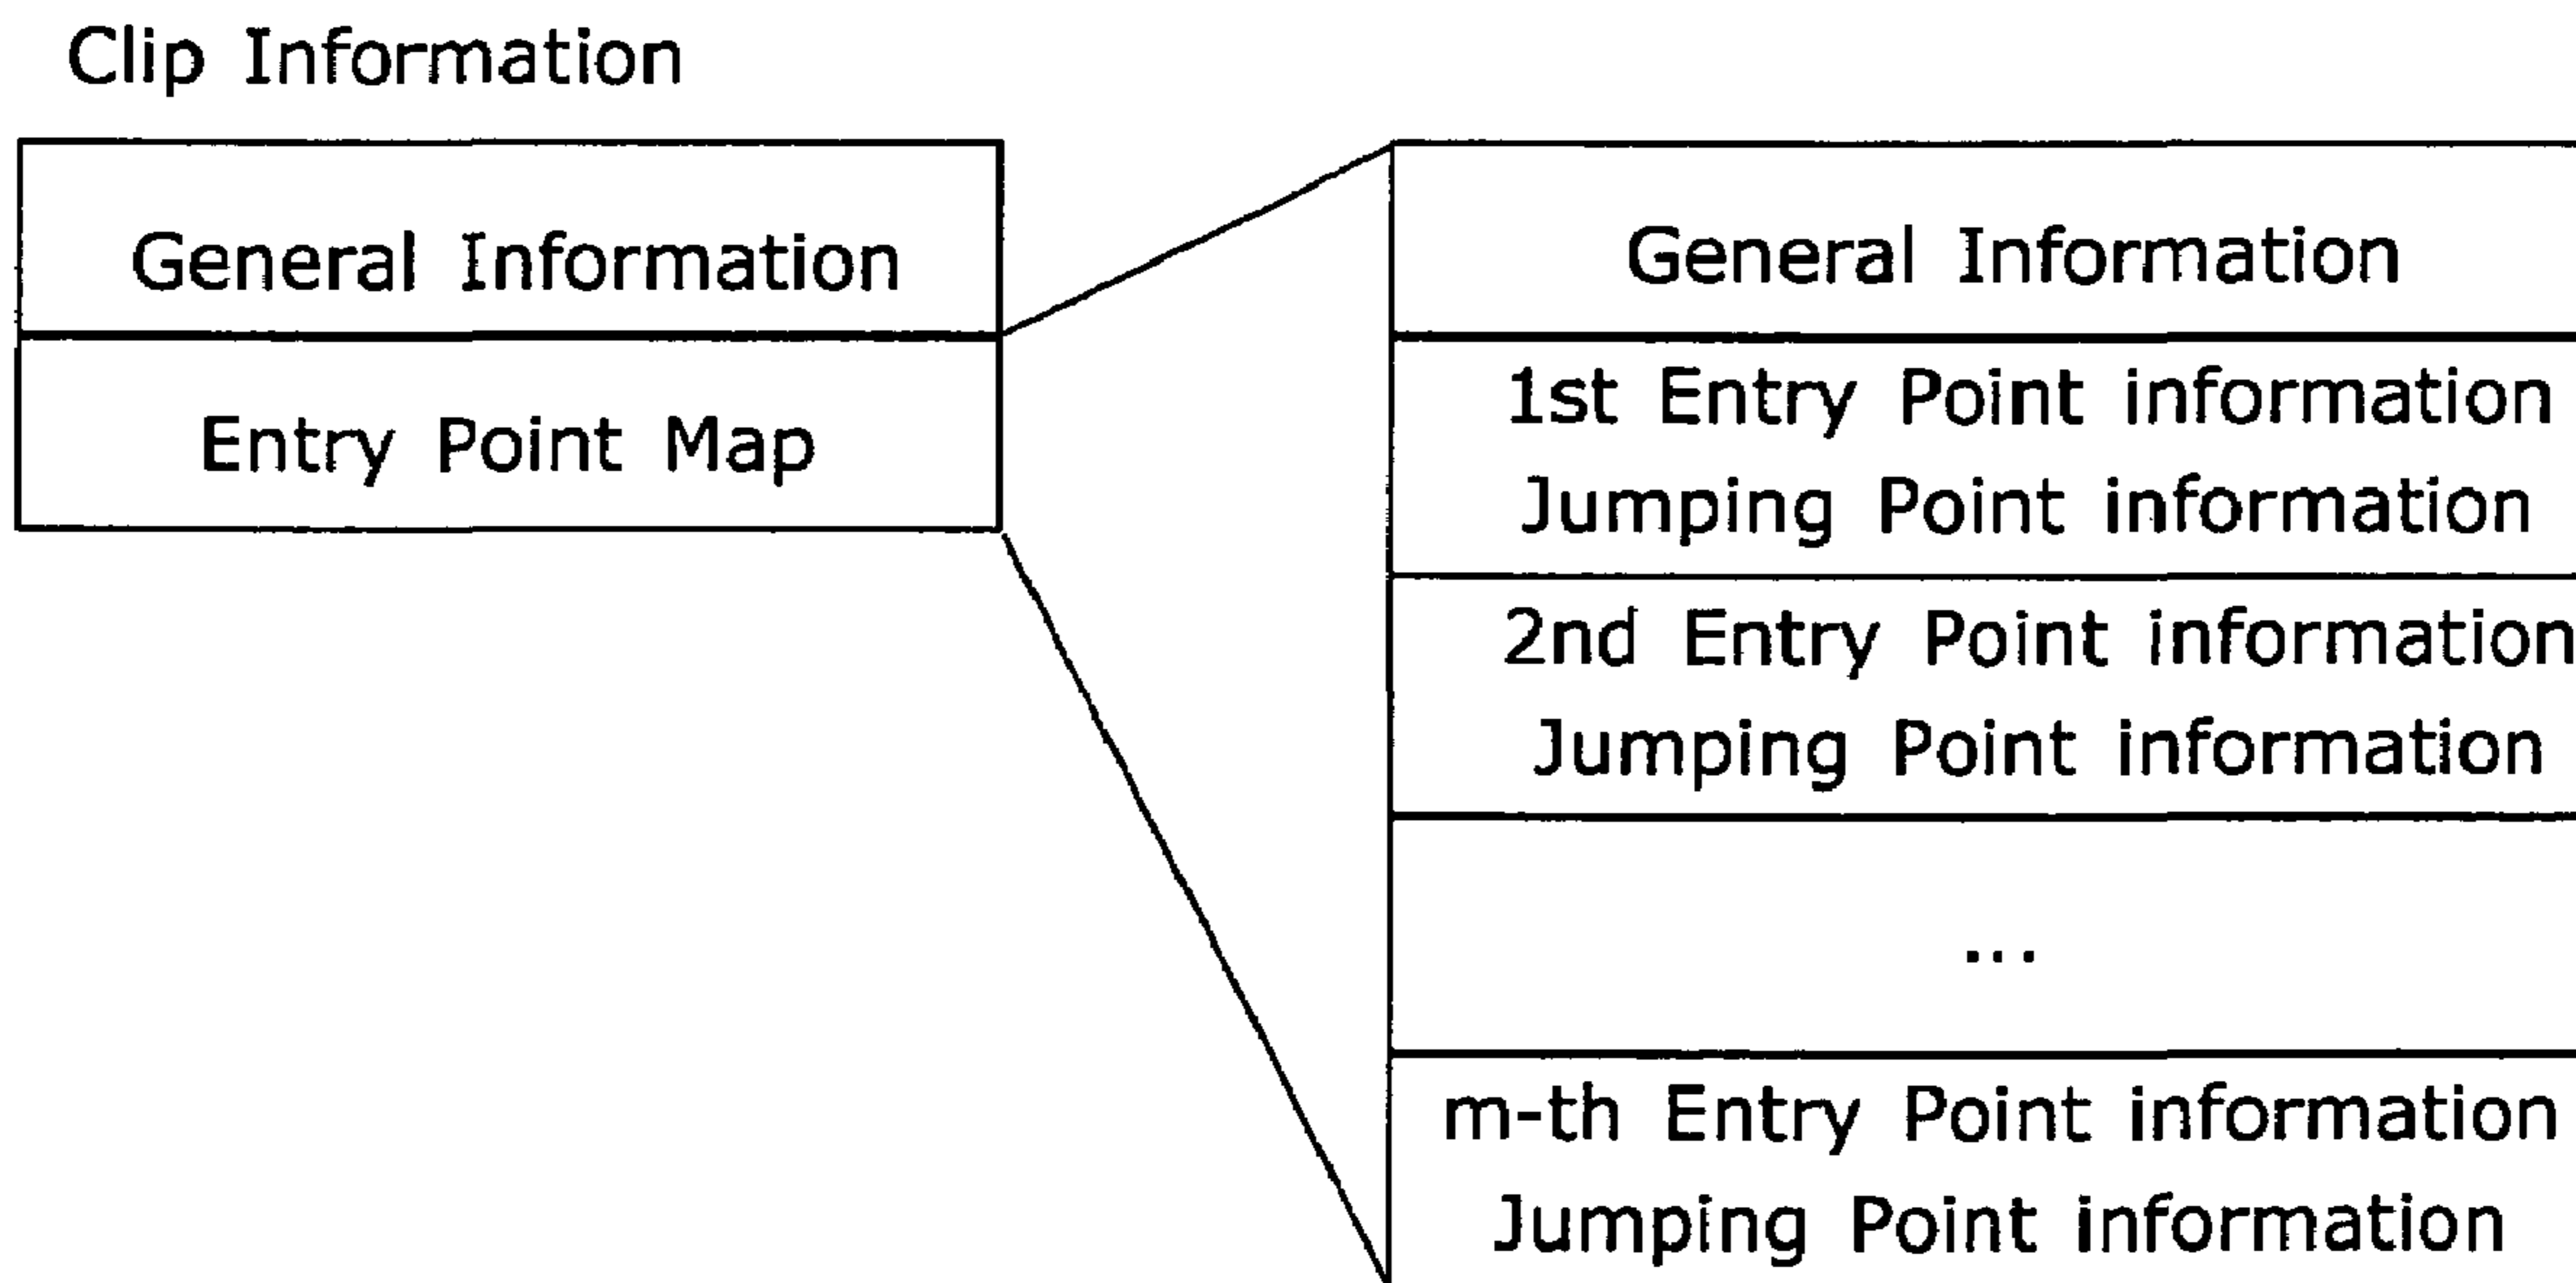 Clip Information
General Information
Entry Point Map
General Information
1st Entry Point information
Jumping Point information
2nd Entry Point information
Jumping Point information
...
m-th Entry Point information
Jumping Point information